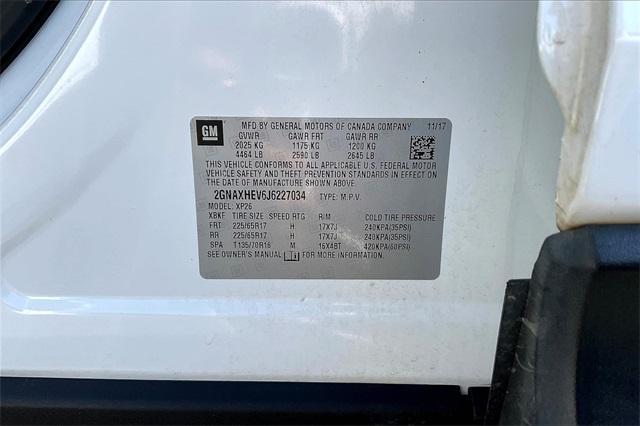 GM
MFD BY GENERAL MOTORS OF CANADA COMPANY 11/17
GVWR GAWR FRT GAWR RR
2025 KG 1175 KG 1200 KG
4464 LB 2590 LB 2645 LB
THIS VEHICLE CONFORMS TO ALL APPLICABLE U.S. FEDERAL MOTOR
VEHICLE SAFETY AND THEFT PREVENTION STANDARDS IN EFFECT ON
THE DATE OF MANUFACTURE SHOWN ABOVE.
2GNAXHEV6J6227034 TYPE: M.P.V.
MODEL: XP26
XBKF TIRE SIZE SPEED RTG RIM COLD TIRE PRESSURE
FRT 225/65R17 H 17X7J 240KPA(35PSI)
RR 225/65R17 H 17X7J 240KPA(35PSI)
SPA T135/70R16 M 16X4BT 420KPA(60PSI)
SEE OWNER'S MANUAL FOR MORE INFORMATION.